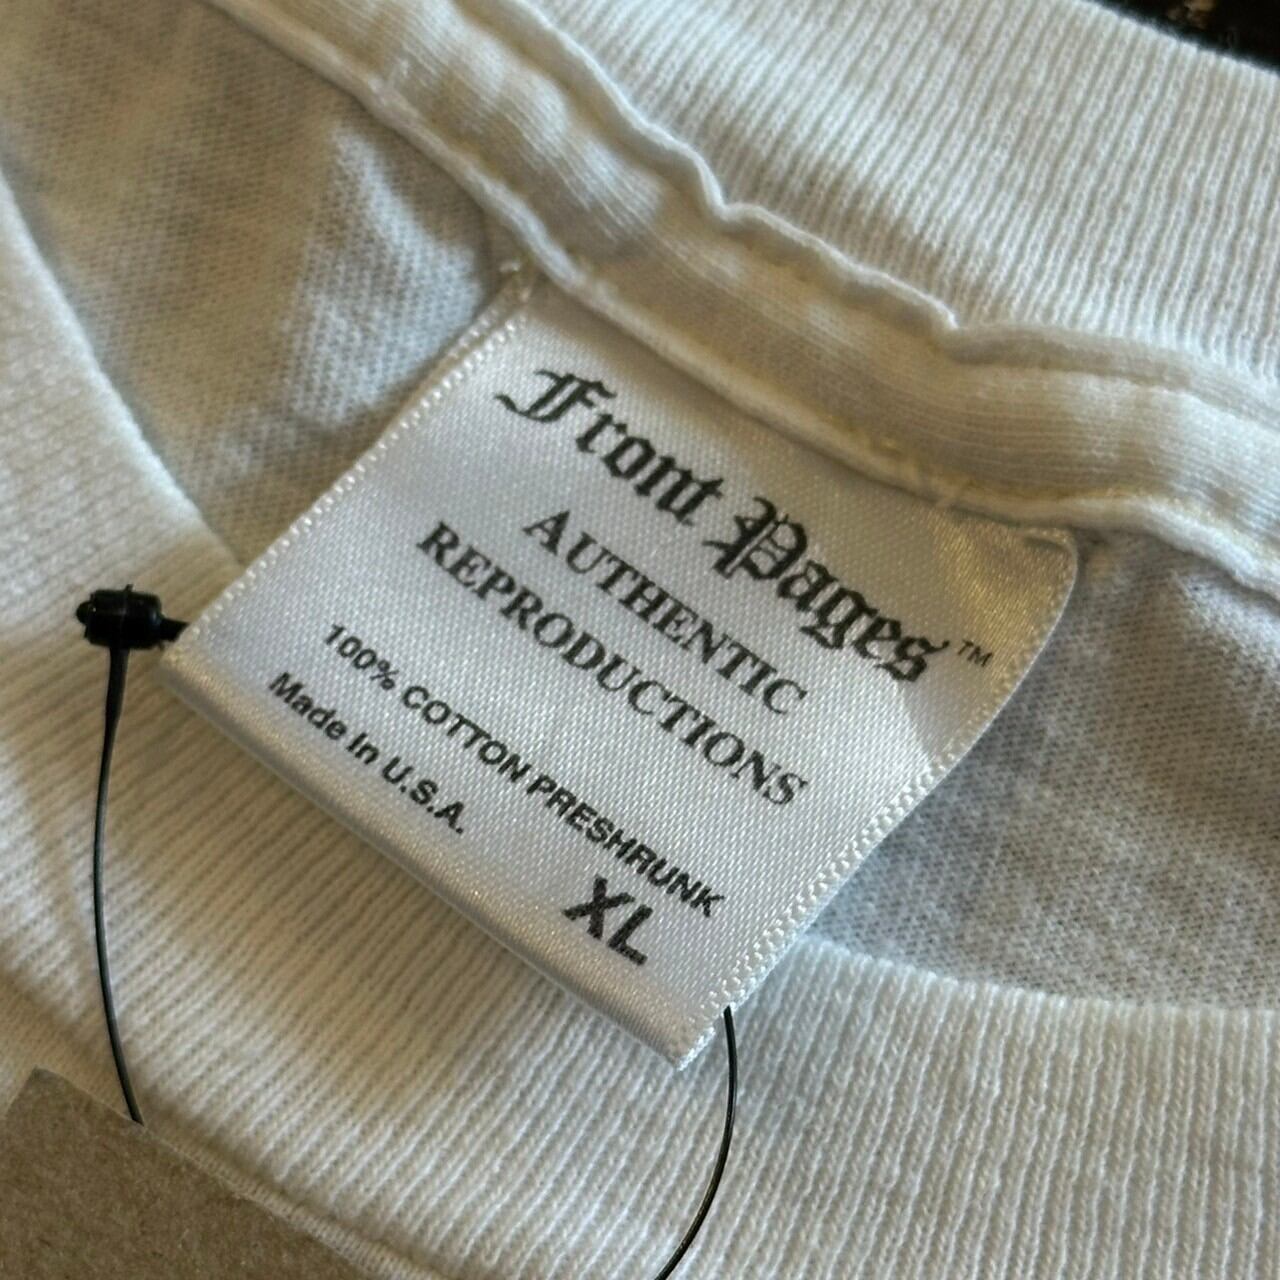 Front Pages™
AUTHENTIC
REPRODUCTIONS
100% COTTON PRESHRUNK
Made In U.S.A.
XL